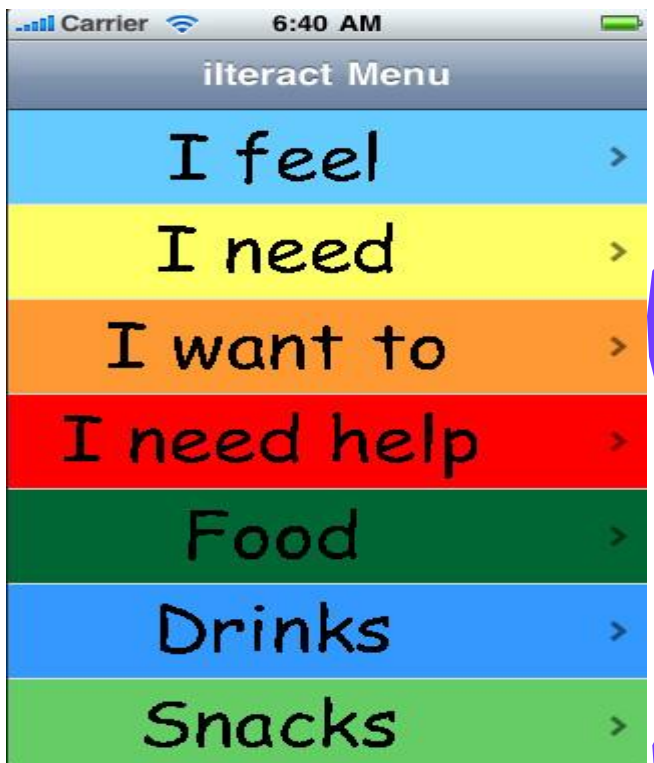 Carrier 6:40 AM
iIteract Menu
I feel
I need
I want to
I need help
Food
Drinks
Snacks